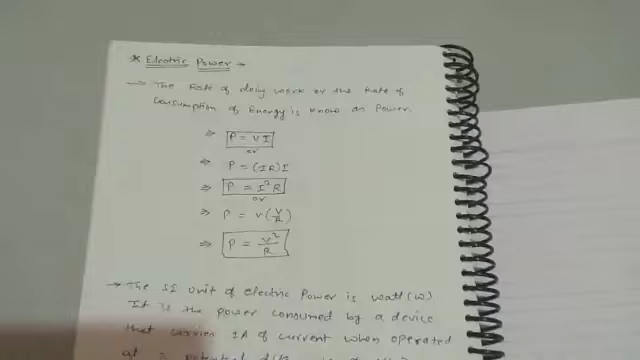 * Electric Power →
→ The Rate of doing work or the Rate of
Consumption of Energy is known as Power.
⇒ P = VI
or
⇒ P = (IR)I
⇒ P = I²R
or
⇒ P = V(V/R)
⇒ P = V²/R
→ The SI unit of electric Power is watt (W)
It is the power consumed by a device
that carries 1A of current when operated
at a potential